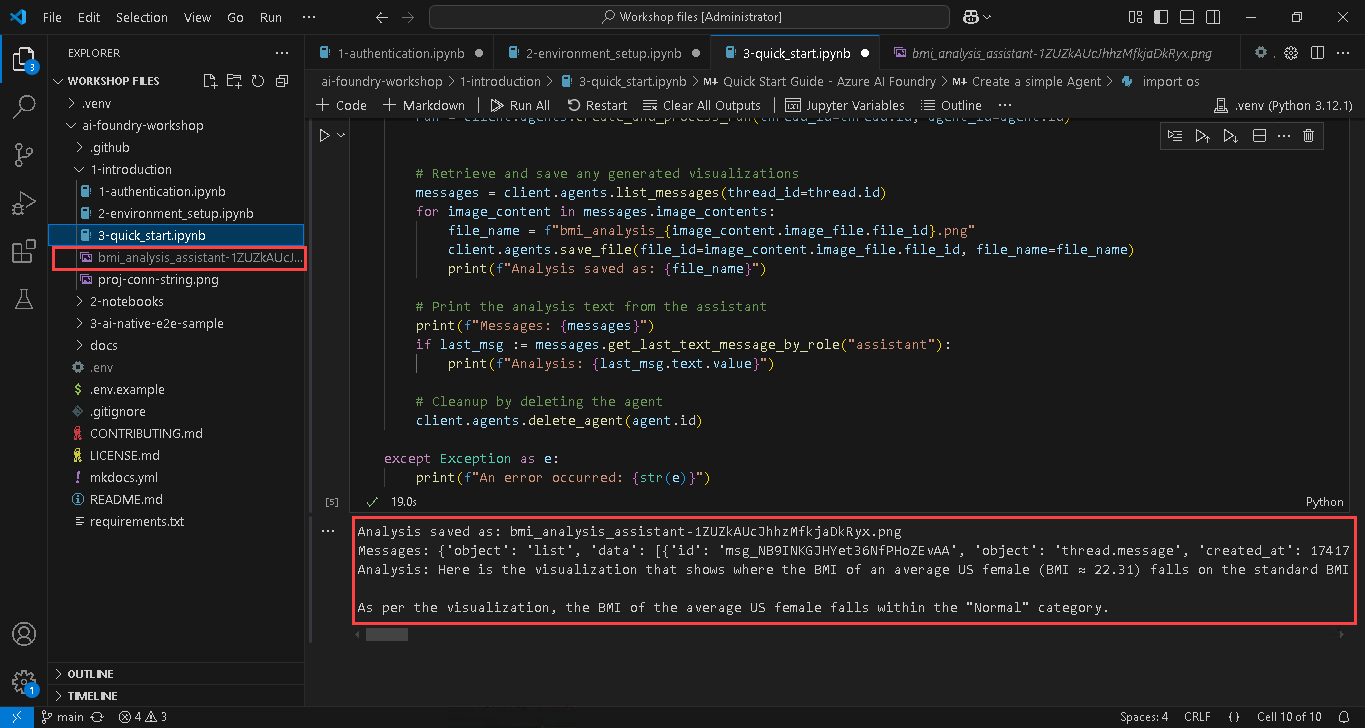 File Edit Selection View Go Run ··· Workshop files [Administrator]
EXPLORER ···
3
WORKSHOP FILES
.venv
ai-foundry-workshop
.github
1-introduction
1-authentication.ipynb
2-environment_setup.ipynb
3-quick_start.ipynb
bmi_analysis_assistant-1ZUZkAUcJ...
proj-conn-string.png
2-notebooks
3-ai-native-e2e-sample
docs
.env
$ .env.example
.gitignore
CONTRIBUTING.md
LICENSE.md
! mkdocs.yml
README.md
requirements.txt
OUTLINE
TIMELINE
1
1-authentication.ipynb 2-environment_setup.ipynb 3-quick_start.ipynb bmi_analysis_assistant-1ZUZkAUcJhhzMfkjaDkRyx.png ···
ai-foundry-workshop > 1-introduction > 3-quick_start.ipynb > M↓ Quick Start Guide - Azure AI Foundry > M↓ Create a simple Agent > import os
+ Code + Markdown | Run All Restart Clear All Outputs | Jupyter Variables Outline ··· .venv (Python 3.12.1)
run = client.agents.create_and_process_run(thread_id=thread.id, agent_id=agent.id)
# Retrieve and save any generated visualizations
messages = client.agents.list_messages(thread_id=thread.id)
for image_content in messages.image_contents:
file_name = f"bmi_analysis_{image_content.image_file.file_id}.png"
client.agents.save_file(file_id=image_content.image_file.file_id, file_name=file_name)
print(f"Analysis saved as: {file_name}")
# Print the analysis text from the assistant
print(f"Messages: {messages}")
if last_msg := messages.get_last_text_message_by_role("assistant"):
print(f"Analysis: {last_msg.text.value}")
# Cleanup by deleting the agent
client.agents.delete_agent(agent.id)
except Exception as e:
print(f"An error occurred: {str(e)}")
[5] ✓ 19.0s Python
··· Analysis saved as: bmi_analysis_assistant-1ZUZkAUcJhhzMfkjaDkRyx.png
Messages: {'object': 'list', 'data': [{'id': 'msg_NB9INKGJHYet36NfPHoZEvAA', 'object': 'thread.message', 'created_at': 17417
Analysis: Here is the visualization that shows where the BMI of an average US female (BMI ≈ 22.31) falls on the standard BMI
As per the visualization, the BMI of the average US female falls within the "Normal" category.
main 4 3 Spaces: 4 CRLF {} Cell 10 of 10